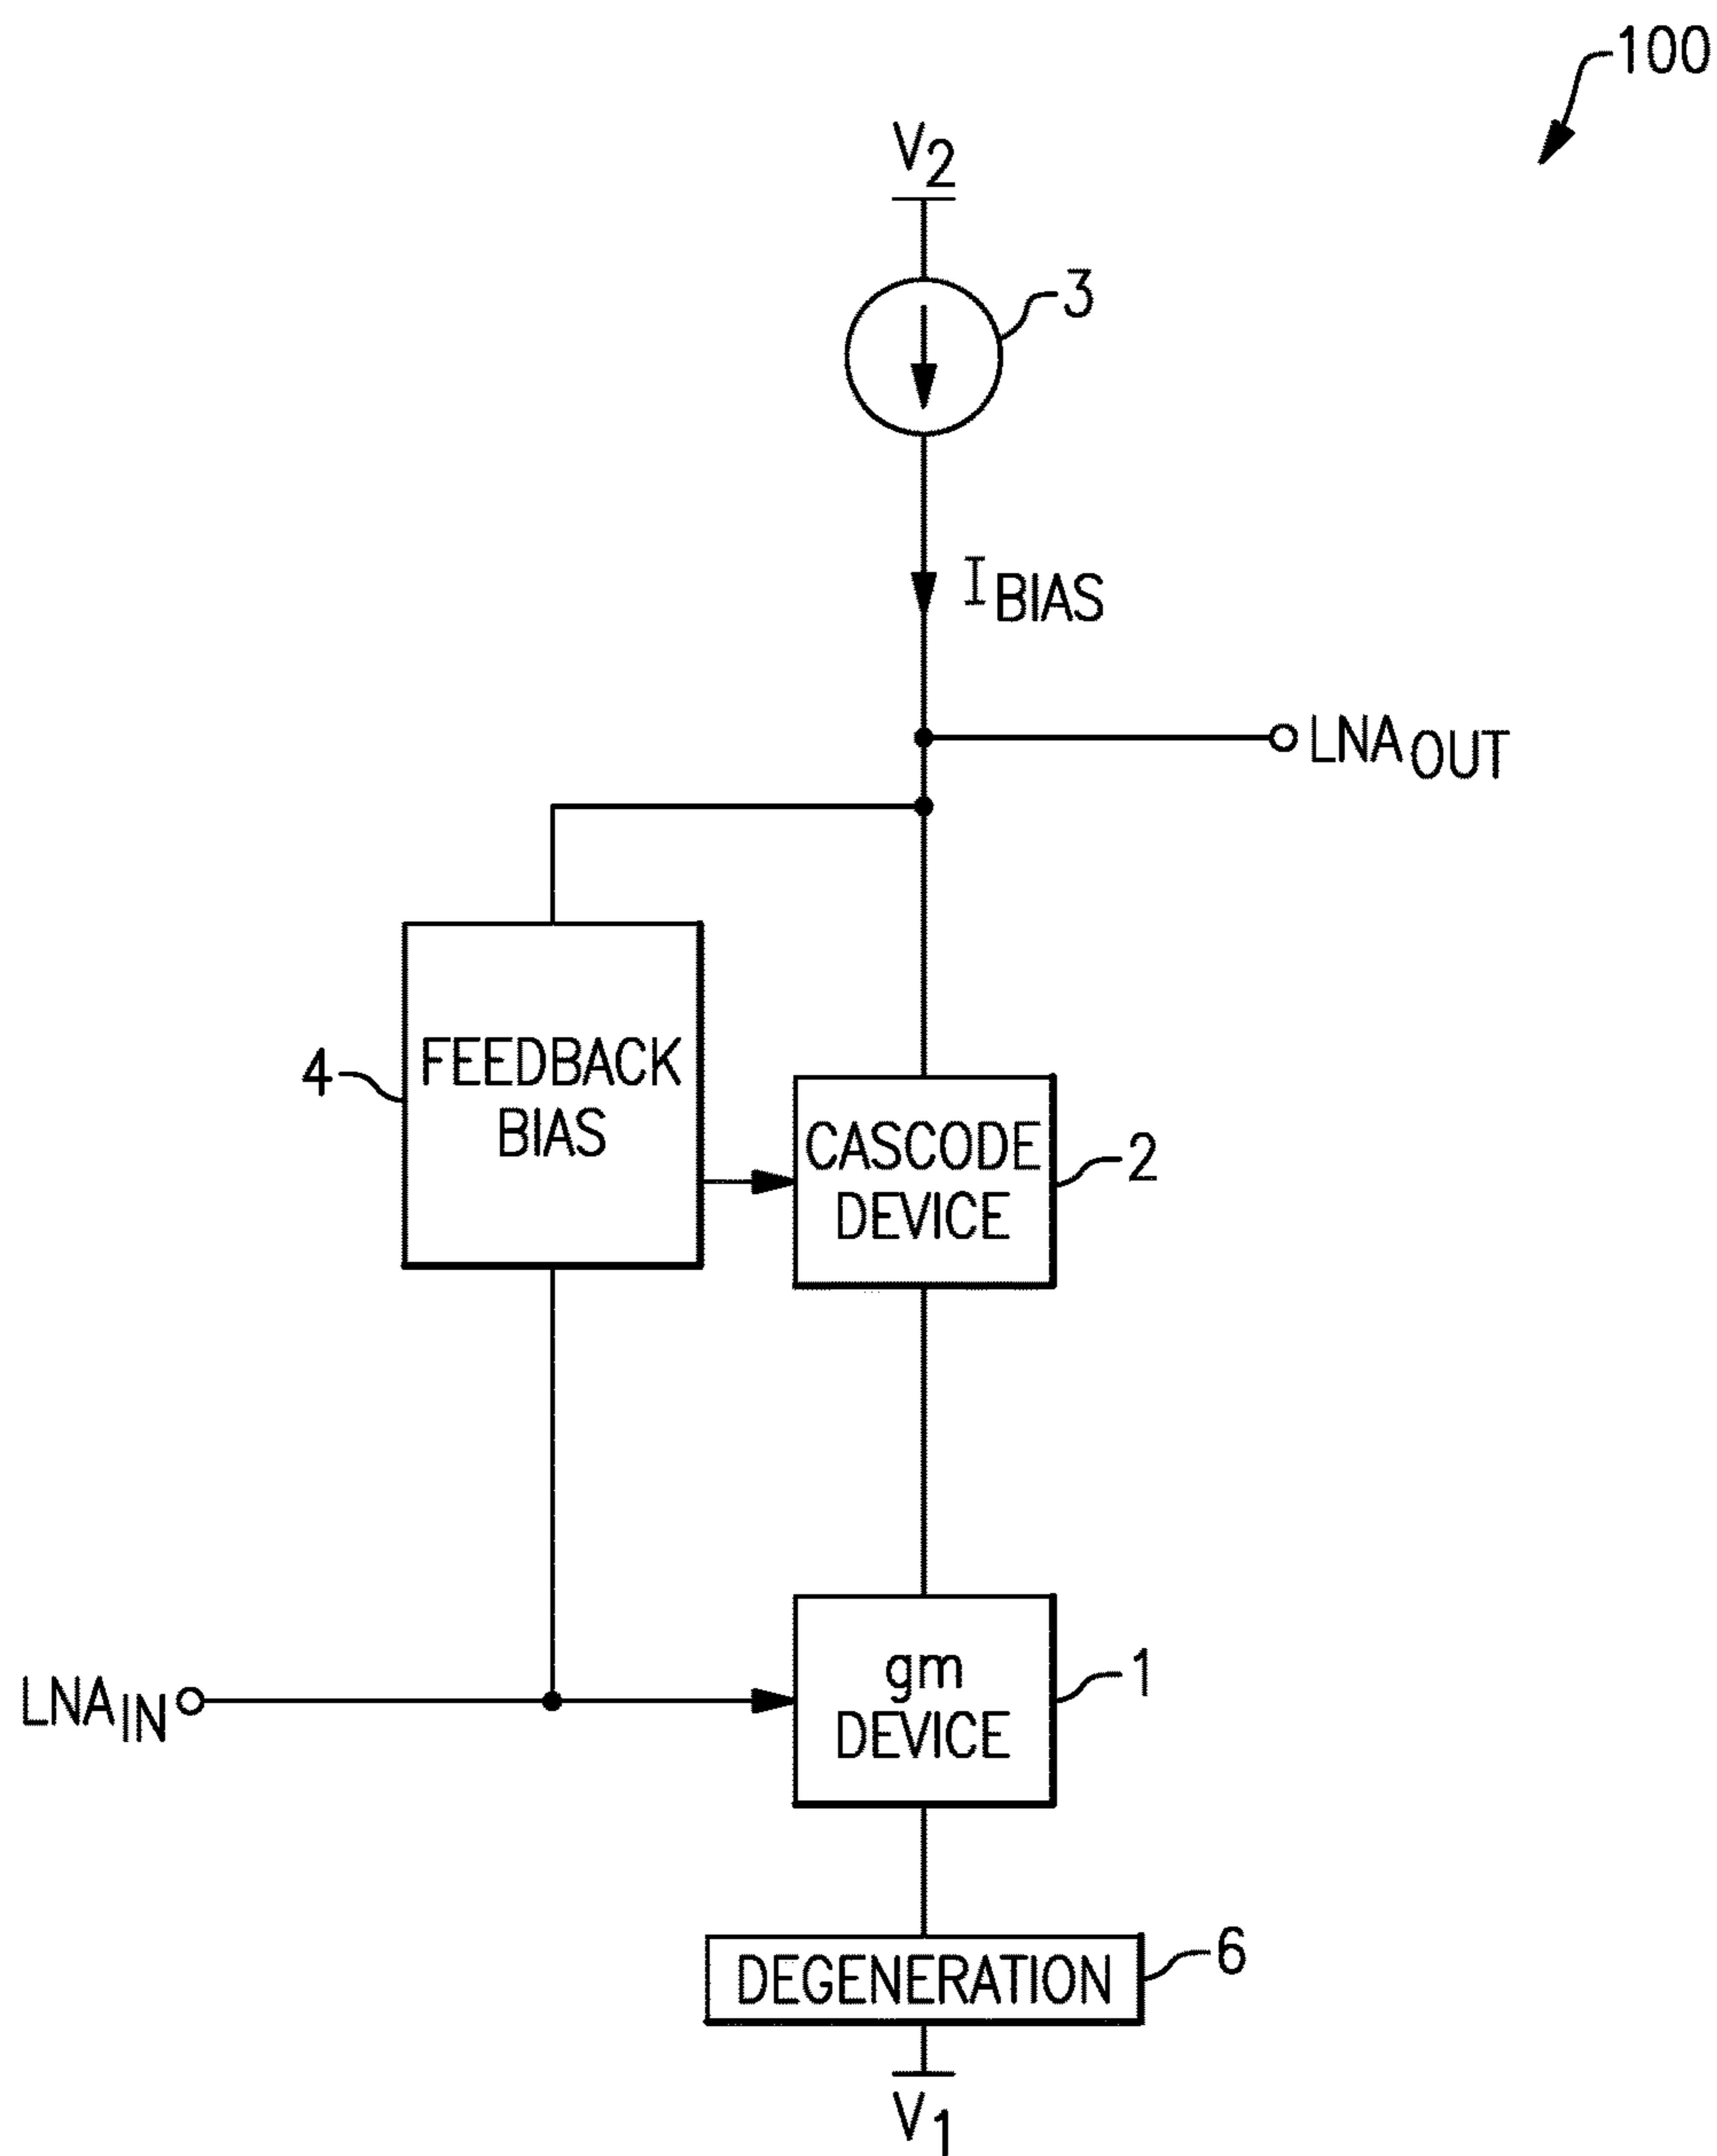 100
V2
3
IBIAS
LNAOUT
4
FEEDBACK
BIAS
CASCODE
DEVICE
2
LNAIN
gm
DEVICE
1
DEGENERATION
6
V1